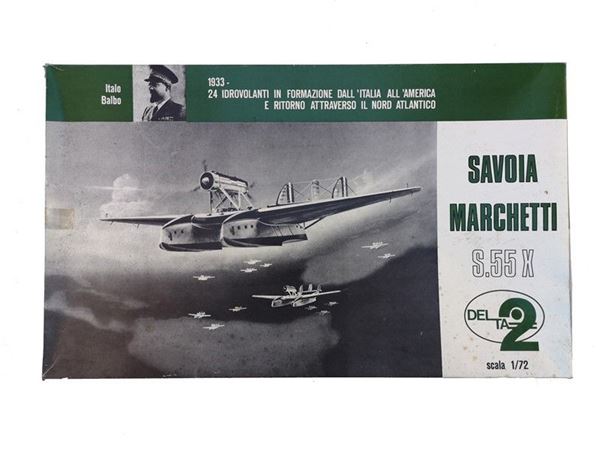 Italo
Balbo
1933 -
24 IDROVOLANTI IN FORMAZIONE DALL'ITALIA ALL'AMERICA
E RITORNO ATTRAVERSO IL NORD ATLANTICO
SAVOIA
MARCHETTI
S.55 X
DELTA 2
scala 1/72